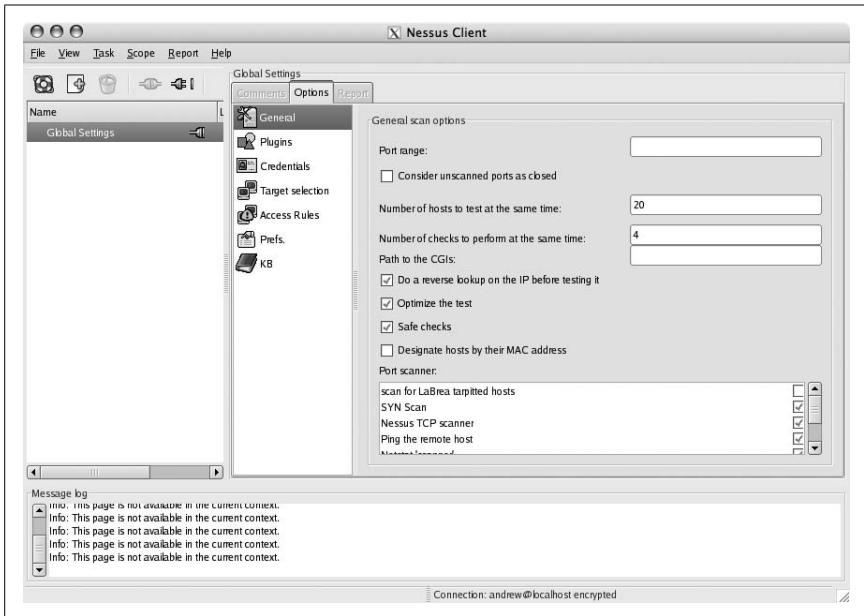 Nessus Client
File View Task Scope Report Help
Global Settings
Comments Options Report
Name L
Global Settings
General
Plugins
Credentials
Target selection
Access Rules
Prefs.
KB
General scan options
Port range:
Consider unscanned ports as closed
Number of hosts to test at the same time: 20
Number of checks to perform at the same time: 4
Path to the CGIs:
Do a reverse lookup on the IP before testing it
Optimize the test
Safe checks
Designate hosts by their MAC address
Port scanner:
scan for LaBrea tarpitted hosts
SYN Scan
Nessus TCP scanner
Ping the remote host
Message log
Info: This page is not available in the current context.
Info: This page is not available in the current context.
Info: This page is not available in the current context.
Info: This page is not available in the current context.
Info: This page is not available in the current context.
Connection: andrew@localhost encrypted